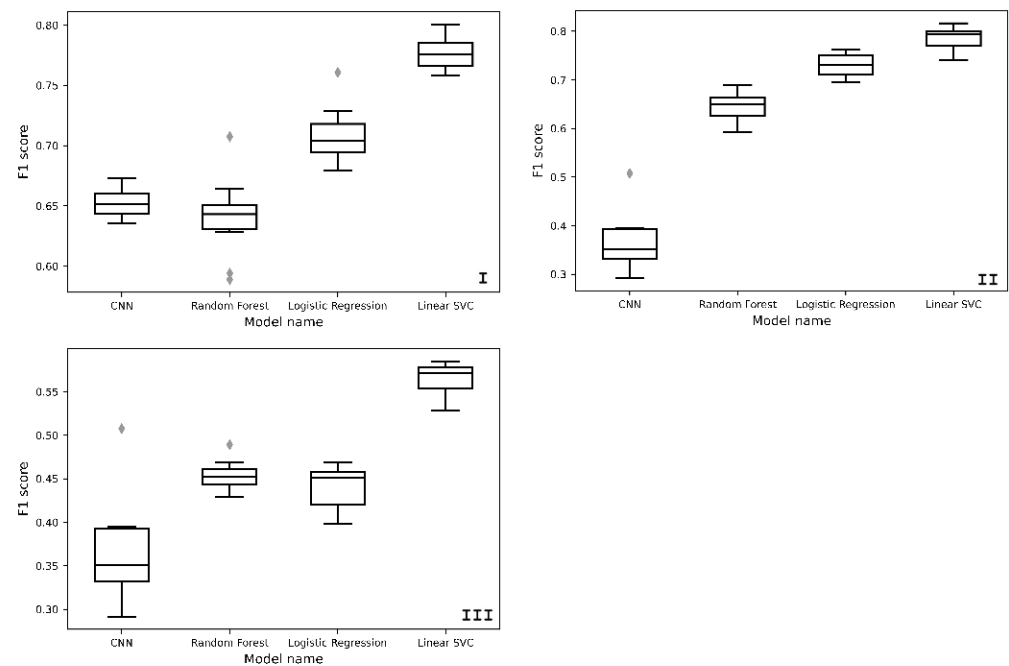 0.80
0.75
0.70
0.65
0.60
F1 score
I
CNN Random Forest Logistic Regression Linear SVC
Model name
0.8
0.7
0.6
0.5
0.4
0.3
F1 score
II
CNN Random Forest Logistic Regression Linear SVC
Model name
0.55
0.50
0.45
0.40
0.35
0.30
F1 score
III
CNN Random Forest Logistic Regression Linear SVC
Model name